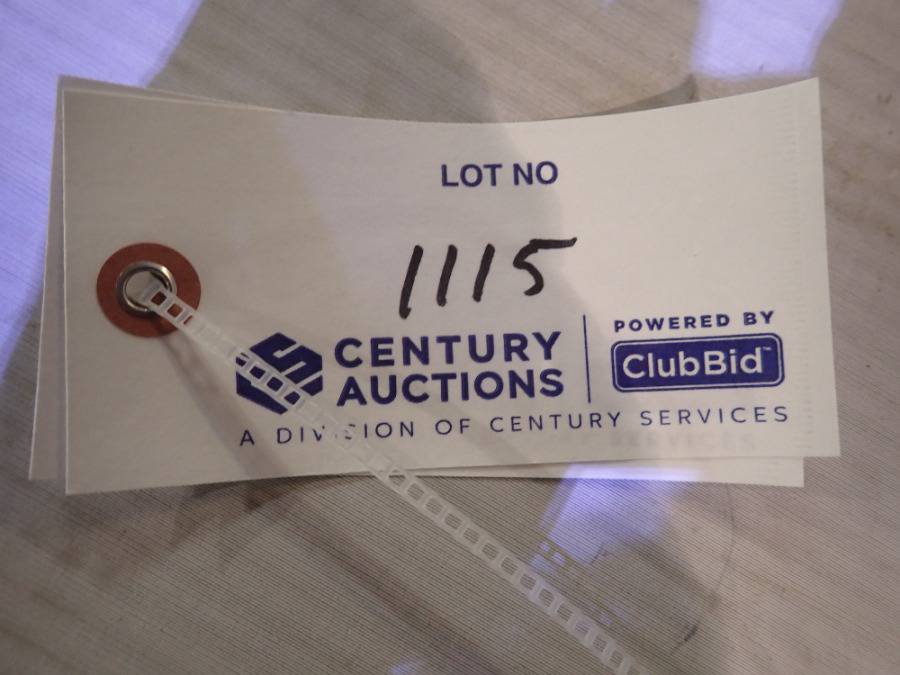 LOT NO
1115
CENTURY
AUCTIONS
POWERED BY
ClubBid™
A DIVISION OF CENTURY SERVICES